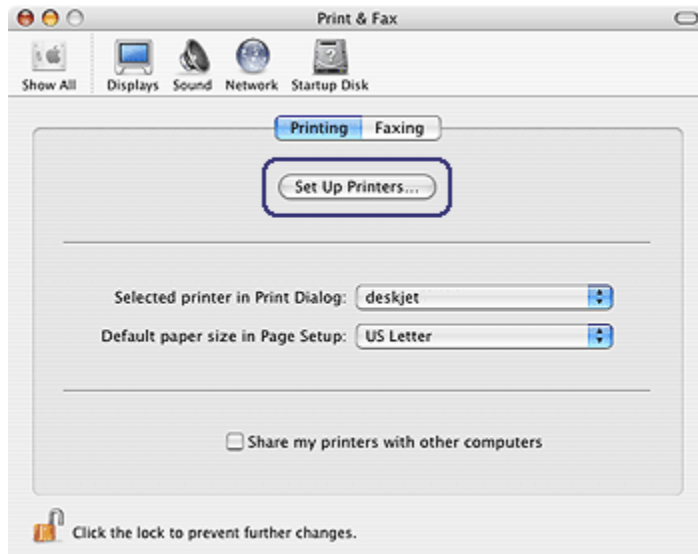 Print & Fax
Show All Displays Sound Network Startup Disk
Printing Faxing
Set Up Printers...
Selected printer in Print Dialog: deskjet
Default paper size in Page Setup: US Letter
Share my printers with other computers
Click the lock to prevent further changes.